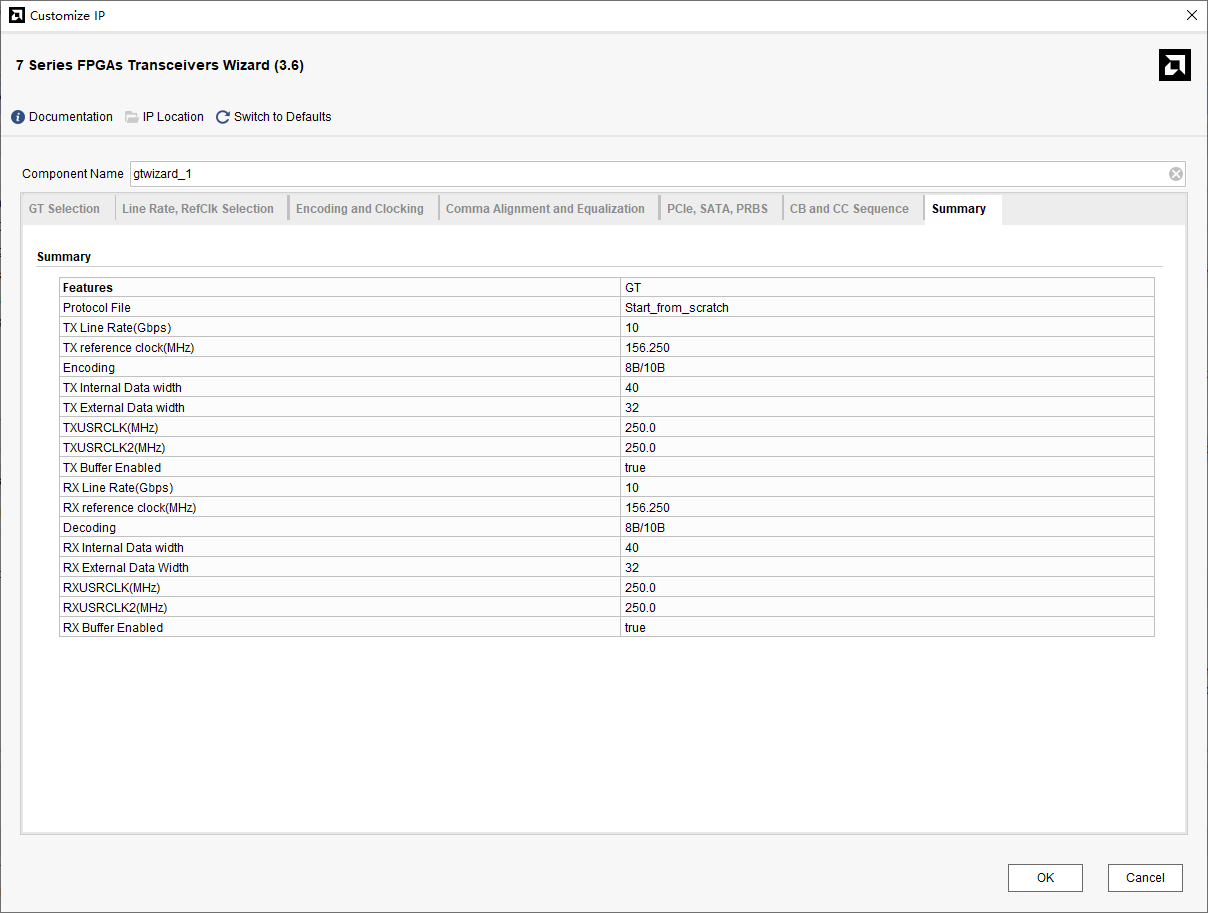 Customize IP
7 Series FPGAs Transceivers Wizard (3.6)
Documentation IP Location Switch to Defaults
Component Name gtwizard_1
GT Selection Line Rate, RefClk Selection Encoding and Clocking Comma Alignment and Equalization PCIe, SATA, PRBS CB and CC Sequence Summary
Summary
Features GT
Protocol File Start_from_scratch
TX Line Rate(Gbps) 10
TX reference clock(MHz) 156.250
Encoding 8B/10B
TX Internal Data width 40
TX External Data width 32
TXUSRCLK(MHz) 250.0
TXUSRCLK2(MHz) 250.0
TX Buffer Enabled true
RX Line Rate(Gbps) 10
RX reference clock(MHz) 156.250
Decoding 8B/10B
RX Internal Data width 40
RX External Data Width 32
RXUSRCLK(MHz) 250.0
RXUSRCLK2(MHz) 250.0
RX Buffer Enabled true
OK Cancel